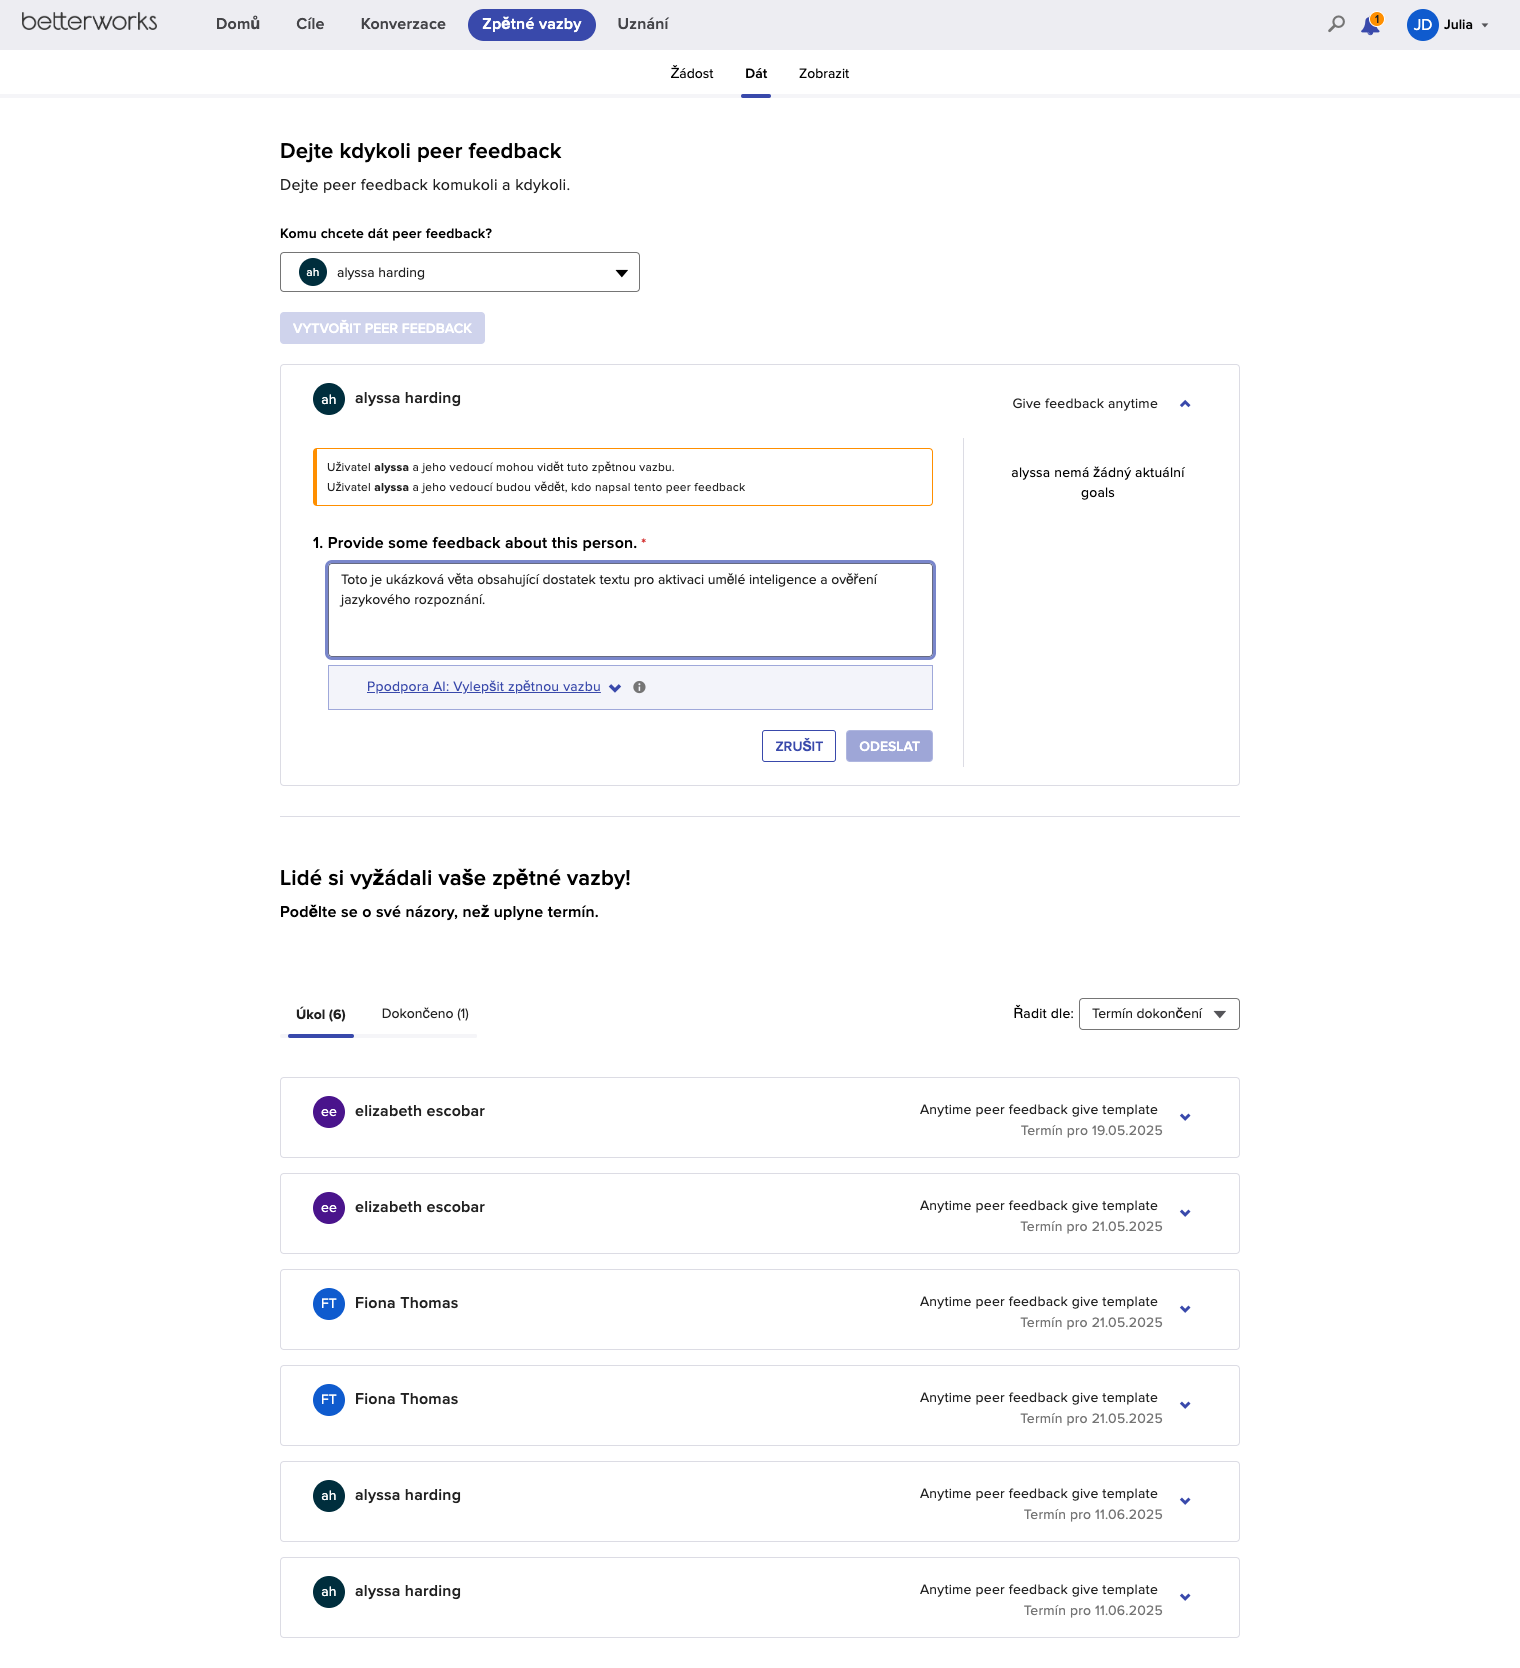 betterworks
Domů
Cíle
Konverzace
Zpětné vazby
Uznání
1
JD
Julia
Žádost
Dát
Zobrazit
Dejte kdykoli peer feedback
Dejte peer feedback komukoli a kdykoli.
Komu chcete dát peer feedback?
ah alyssa harding
VYTVOŘIT PEER FEEDBACK
ah alyssa harding
Give feedback anytime
Uživatel alyssa a jeho vedoucí mohou vidět tuto zpětnou vazbu.
Uživatel alyssa a jeho vedoucí budou vědět, kdo napsal tento peer feedback
alyssa nemá žádný aktuální
goals
1. Provide some feedback about this person. *
Toto je ukázková věta obsahující dostatek textu pro aktivaci umělé inteligence a ověření
jazykového rozpoznání.
Ppodpora AI: Vylepšit zpětnou vazbu
ZRUŠIT
ODESLAT
Lidé si vyžádali vaše zpětné vazby!
Podělte se o své názory, než uplyne termín.
Úkol (6)
Dokončeno (1)
Řadit dle:
Termín dokončení
ee elizabeth escobar
Anytime peer feedback give template
Termín pro 19.05.2025
ee elizabeth escobar
Anytime peer feedback give template
Termín pro 21.05.2025
FT Fiona Thomas
Anytime peer feedback give template
Termín pro 21.05.2025
FT Fiona Thomas
Anytime peer feedback give template
Termín pro 21.05.2025
ah alyssa harding
Anytime peer feedback give template
Termín pro 11.06.2025
ah alyssa harding
Anytime peer feedback give template
Termín pro 11.06.2025